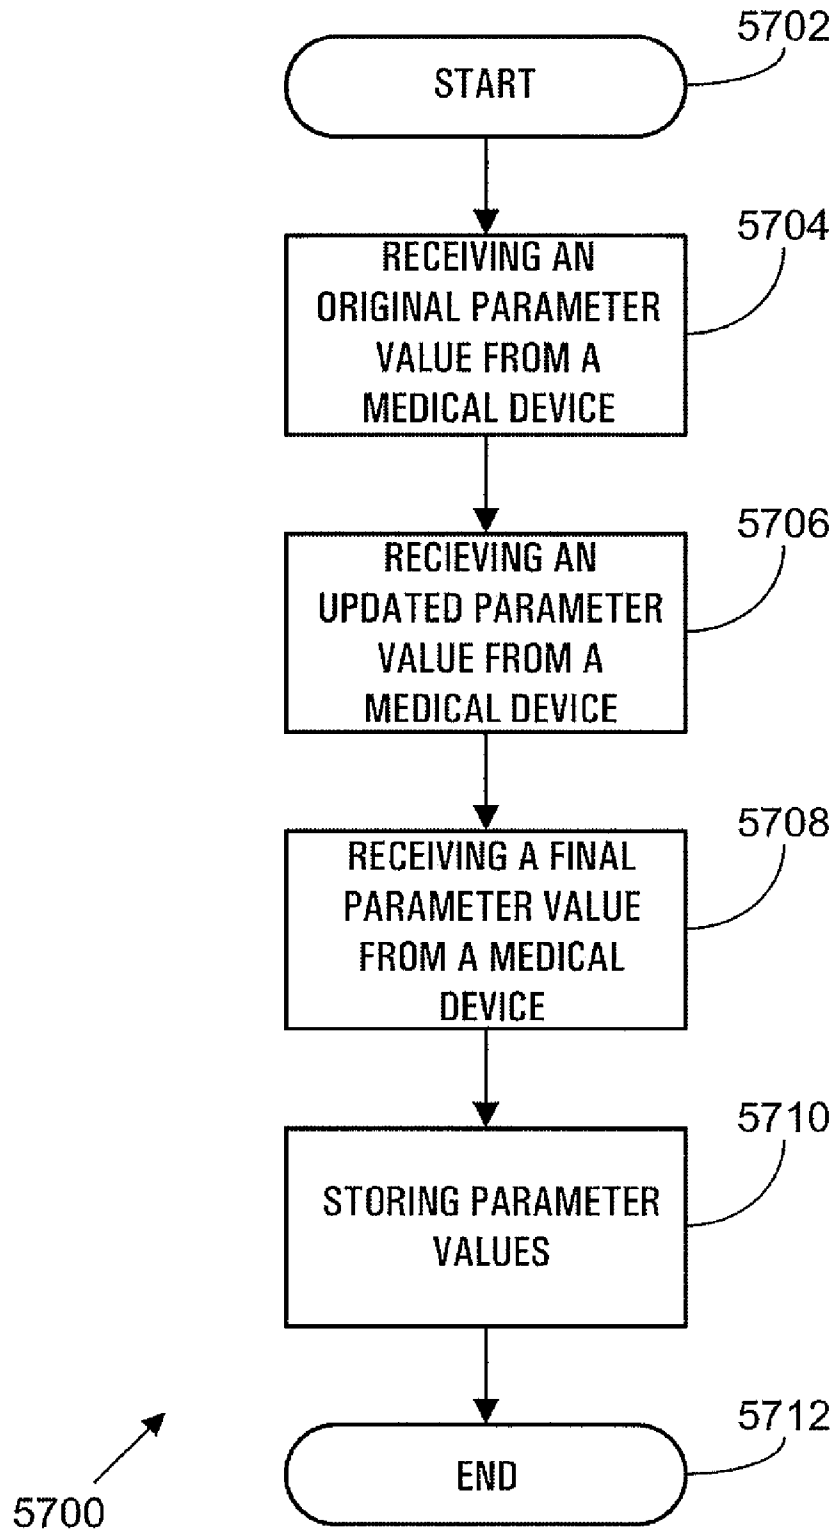 5702
START
5704
RECEIVING AN
ORIGINAL PARAMETER
VALUE FROM A
MEDICAL DEVICE
5706
RECIEVING AN
UPDATED PARAMETER
VALUE FROM A
MEDICAL DEVICE
5708
RECEIVING A FINAL
PARAMETER VALUE
FROM A MEDICAL
DEVICE
5710
STORING PARAMETER
VALUES
5712
END
5700